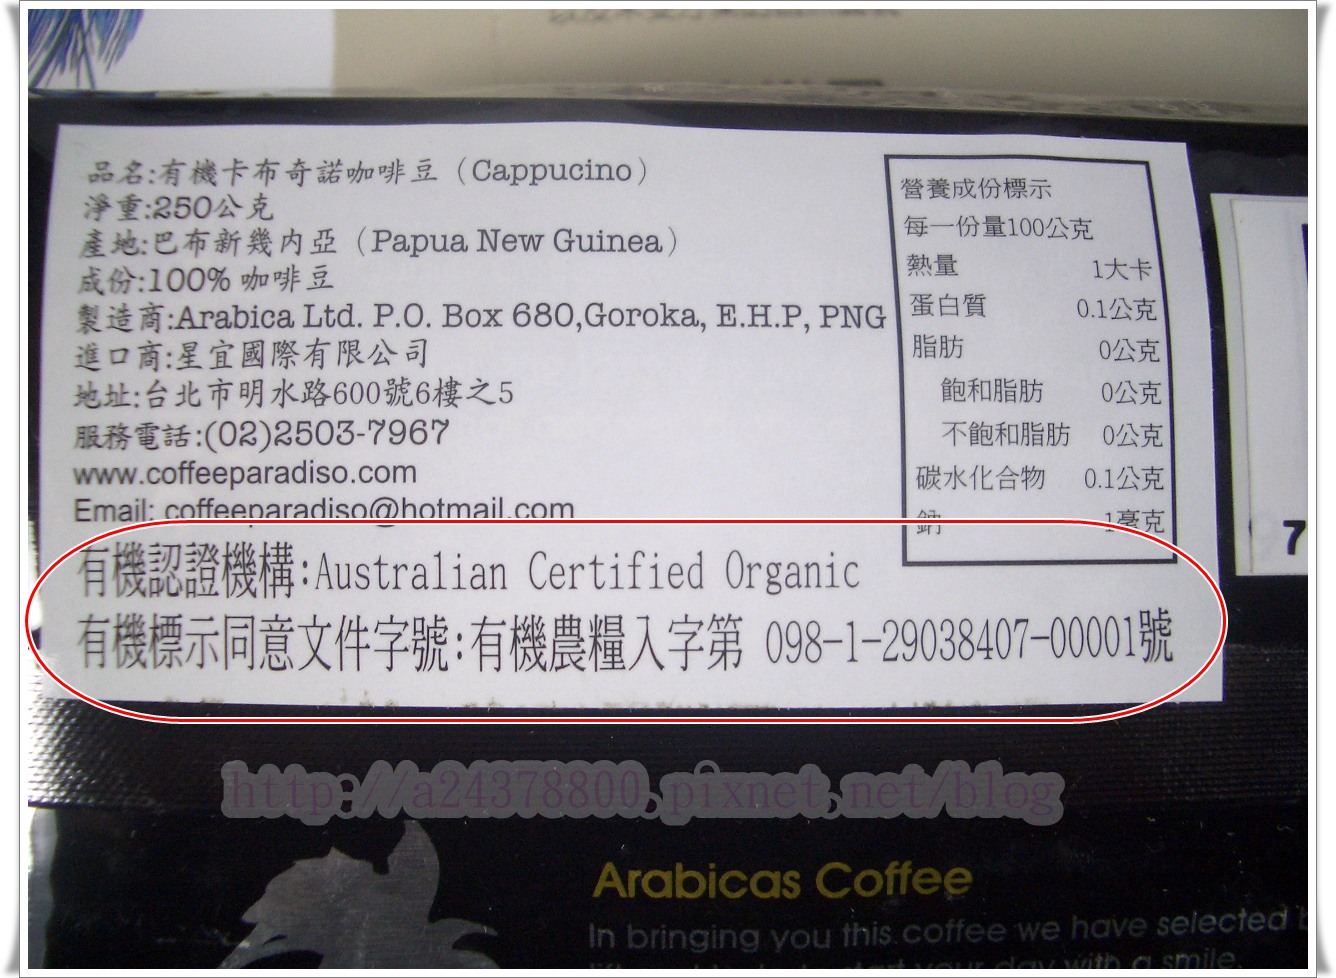 品名:有機卡布奇諾咖啡豆（Cappucino）
淨重:250公克
產地:巴布新幾內亞（Papua New Guinea）
成份:100% 咖啡豆
製造商:Arabica Ltd. P.O. Box 680,Goroka, E.H.P, PNG
進口商:星宜國際有限公司
地址:台北市明水路600號6樓之5
服務電話:(02)2503-7967
www.coffeeparadiso.com
Email: coffeeparadiso@hotmail.com
有機認證機構:Australian Certified Organic
有機標示同意文件字號:有機農糧入字第 098-1-29038407-00001號
營養成份標示
每一份量100公克
熱量 1大卡
蛋白質 0.1公克
脂肪 0公克
飽和脂肪 0公克
不飽和脂肪 0公克
碳水化合物 0.1公克
鈉 1毫克
7
http://a24378800.pixnet.net/blog
Arabicas Coffee
In bringing you this coffee we have selected
start your day with a smile.